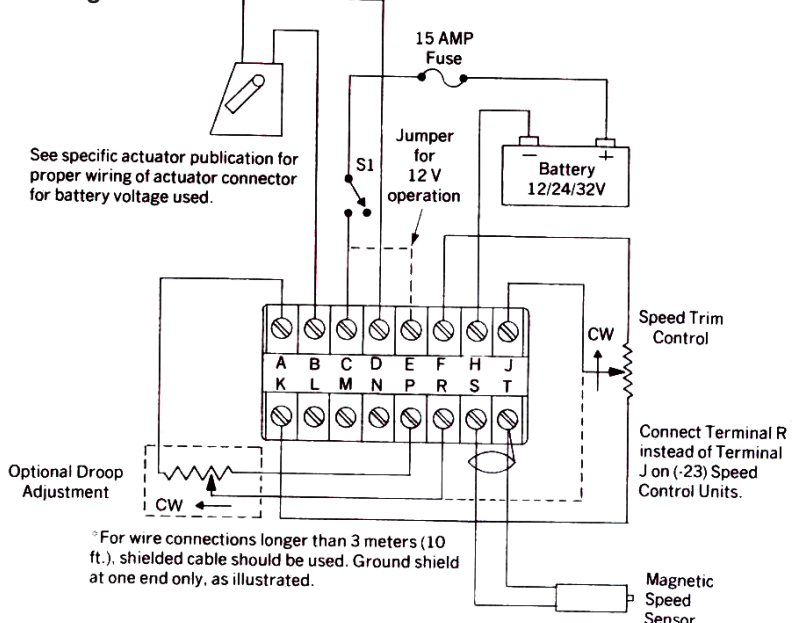 15 AMP
Fuse
See specific actuator publication for
proper wiring of actuator connector
for battery voltage used.
Jumper
for
12 V
operation
S1
−
+
Battery
12/24/32V
Speed Trim
Control
CW
A B C D E F H J
K L M N P R S T
Connect Terminal R
instead of Terminal
J on (-23) Speed
Control Units.
Optional Droop
Adjustment
CW
*For wire connections longer than 3 meters (10
ft.), shielded cable should be used. Ground shield
at one end only, as illustrated.
Magnetic
Speed
Sensor